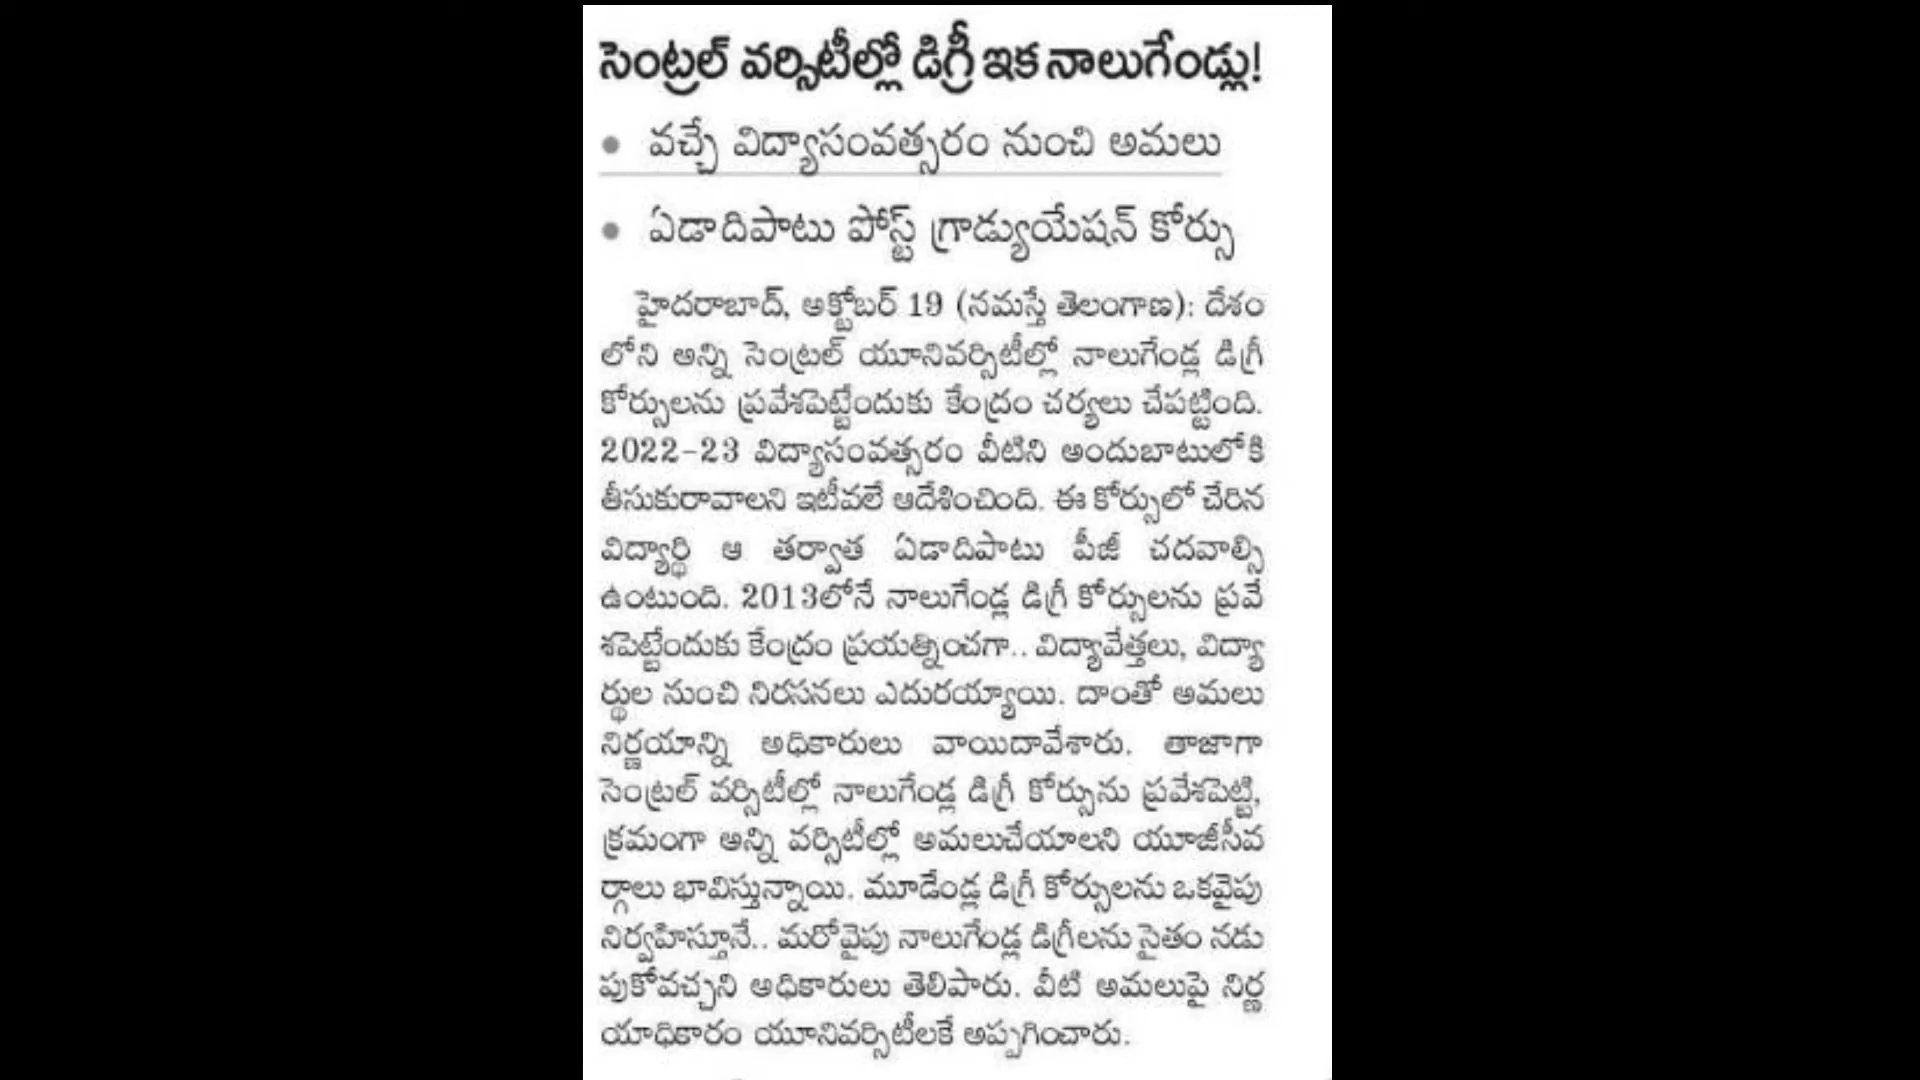 సెంట్రల్ వర్సిటీల్లో డిగ్రీ ఇక నాలుగేండ్లు!
• వచ్చే విద్యాసంవత్సరం నుంచి అమలు
• ఏడాదిపాటు పోస్ట్ గ్రాడ్యుయేషన్ కోర్సు
హైదరాబాద్, అక్టోబర్ 19 (నమస్తే తెలంగాణ): దేశం
లోని అన్ని సెంట్రల్ యూనివర్సిటీల్లో నాలుగేండ్ల డిగ్రీ
కోర్సులను ప్రవేశపెట్టేందుకు కేంద్రం చర్యలు చేపట్టింది.
2022-23 విద్యాసంవత్సరం వీటిని అందుబాటులోకి
తీసుకురావాలని ఇటీవలే ఆదేశించింది. ఈ కోర్సులో చేరిన
విద్యార్థి ఆ తర్వాత ఏడాదిపాటు పీజీ చదవాల్సి
ఉంటుంది. 2013లోనే నాలుగేండ్ల డిగ్రీ కోర్సులను ప్రవే
శపెట్టేందుకు కేంద్రం ప్రయత్నించగా.. విద్యావేత్తలు, విద్యా
ర్థుల నుంచి నిరసనలు ఎదురయ్యాయి. దాంతో అమలు
నిర్ణయాన్ని అధికారులు వాయిదావేశారు. తాజాగా
సెంట్రల్ వర్సిటీల్లో నాలుగేండ్ల డిగ్రీ కోర్సును ప్రవేశపెట్టి,
క్రమంగా అన్ని వర్సిటీల్లో అమలుచేయాలని యూజీసీవ
ర్గాలు భావిస్తున్నాయి. మూడేండ్ల డిగ్రీ కోర్సులను ఒకవైపు
నిర్వహిస్తూనే.. మరోవైపు నాలుగేండ్ల డిగ్రీలను సైతం నడు
పుకోవచ్చని అధికారులు తెలిపారు. వీటి అమలుపై నిర్ణ
యాధికారం యూనివర్సిటీలకే అప్పగించారు.